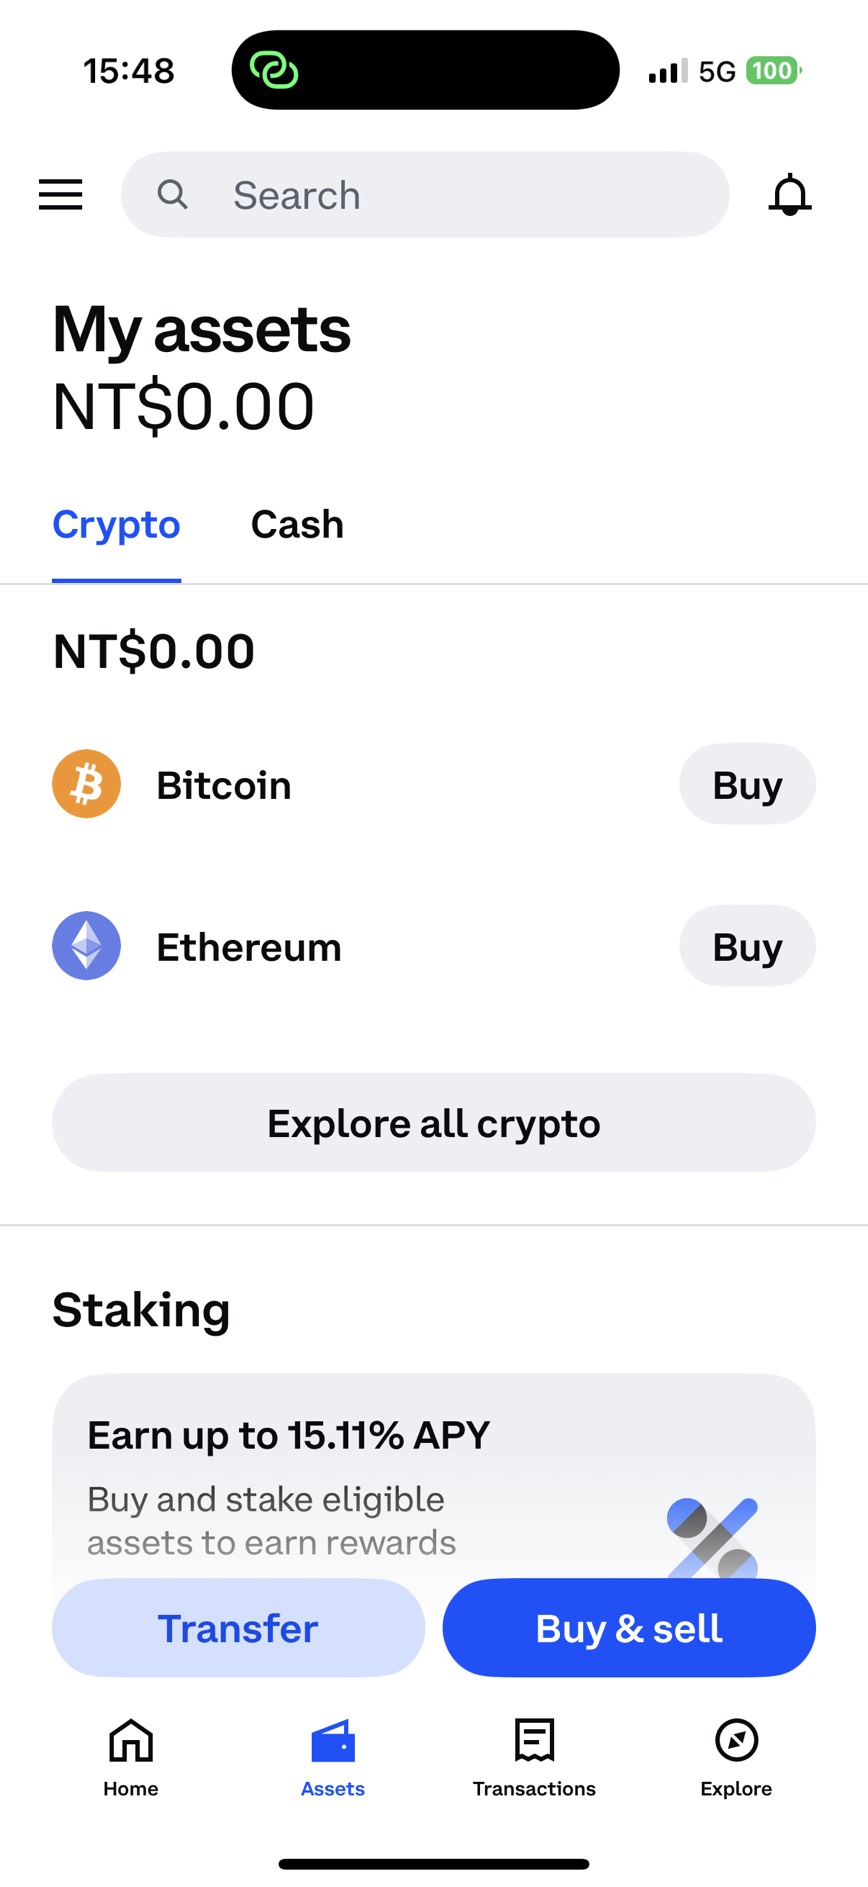 15:48
5G 100
Search
My assets
NT$0.00
Crypto Cash
NT$0.00
Bitcoin Buy
Ethereum Buy
Explore all crypto
Staking
Earn up to 15.11% APY
Buy and stake eligible
assets to earn rewards
Transfer Buy & sell
Home Assets Transactions Explore